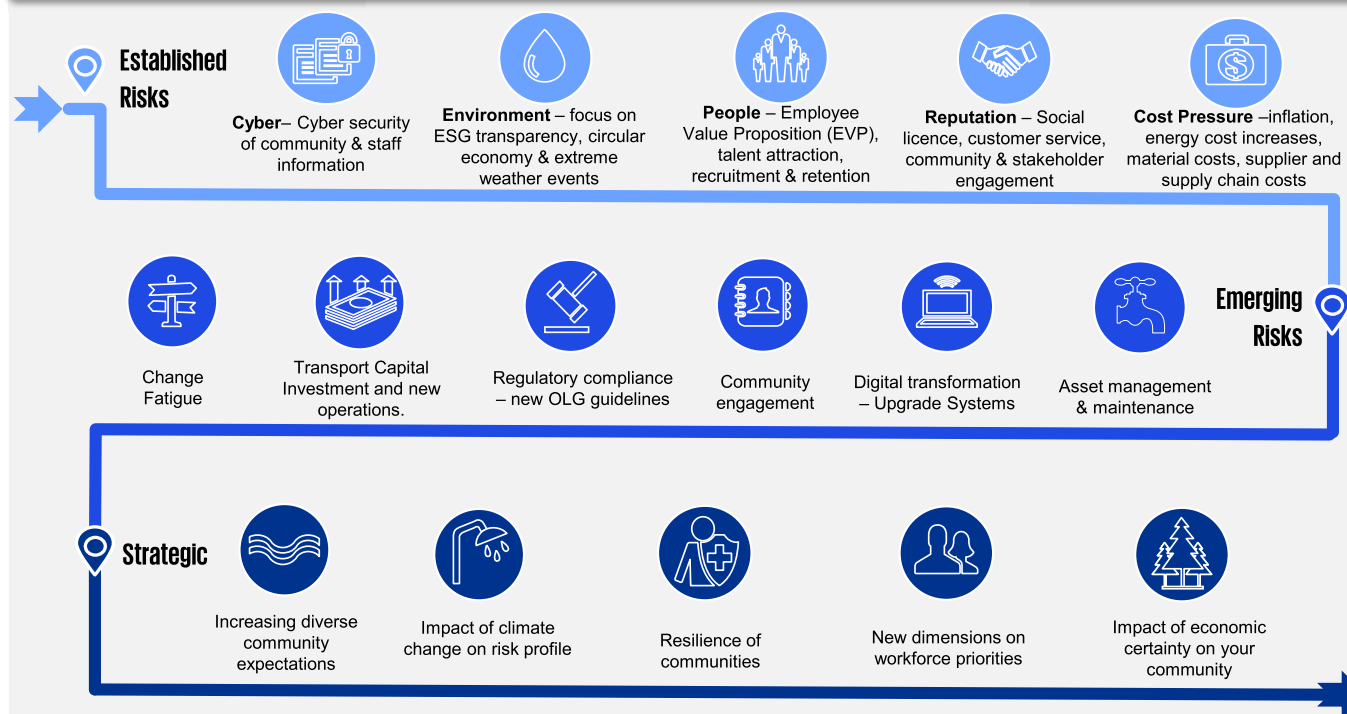 Established
Risks
Cyber– Cyber security
of community & staff
information
Environment – focus on
ESG transparency, circular
economy & extreme
weather events
People – Employee
Value Proposition (EVP),
talent attraction,
recruitment & retention
Reputation – Social
licence, customer service,
community & stakeholder
engagement
Cost Pressure –inflation,
energy cost increases,
material costs, supplier and
supply chain costs
Emerging
Risks
Change
Fatigue
Transport Capital
Investment and new
operations.
Regulatory compliance
– new OLG guidelines
Community
engagement
Digital transformation
– Upgrade Systems
Asset management
& maintenance
Strategic
Increasing diverse
community
expectations
Impact of climate
change on risk profile
Resilience of
communities
New dimensions on
workforce priorities
Impact of economic
certainty on your
community